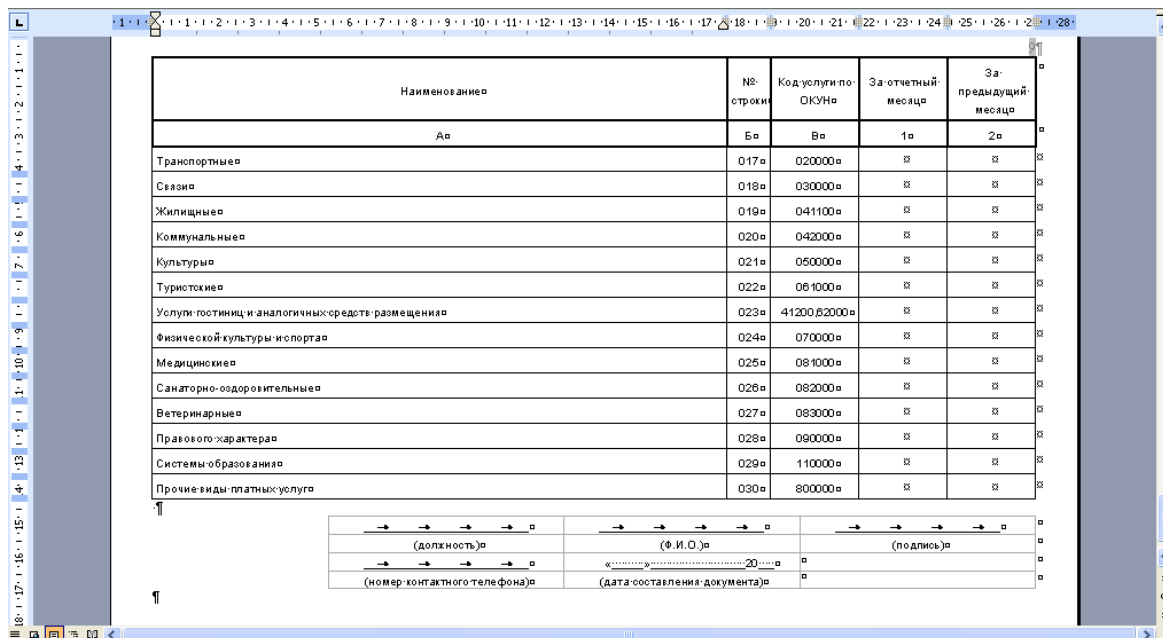 9
Наименование
№ строки
Код услуги по ОКУН
За отчетный месяц
За предыдущий месяц
А Б В 1 2
Транспортные 017 020000
Связи 018 030000
Жилищные 019 041100
Коммунальные 020 042000
Культуры 021 050000
Туристские 022 061000
Услуги гостиниц и аналогичных средств размещения 023 41200,62000
Физической культуры и спорта 024 070000
Медицинские 025 081000
Санаторно-оздоровительные 026 082000
Ветеринарные 027 083000
Правового характера 028 090000
Системы образования 029 110000
Прочие виды платных услуг 030 800000
(должность) (Ф.И.О.) (подпись)
« » 20
(номер контактного телефона) (дата составления документа)